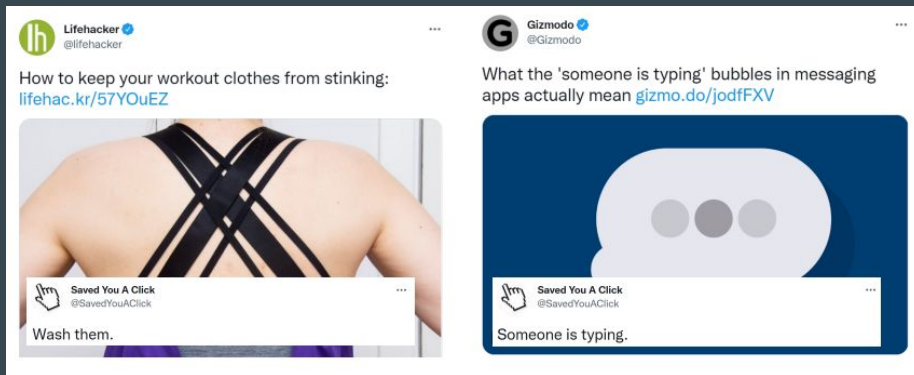 Lifehacker
@lifehacker
How to keep your workout clothes from stinking:
lifehac.kr/57YOuEZ
Saved You A Click
@SavedYouAClick
Wash them.
Gizmodo
@Gizmodo
What the 'someone is typing' bubbles in messaging
apps actually mean gizmo.do/jodfFXV
Saved You A Click
@SavedYouAClick
Someone is typing.